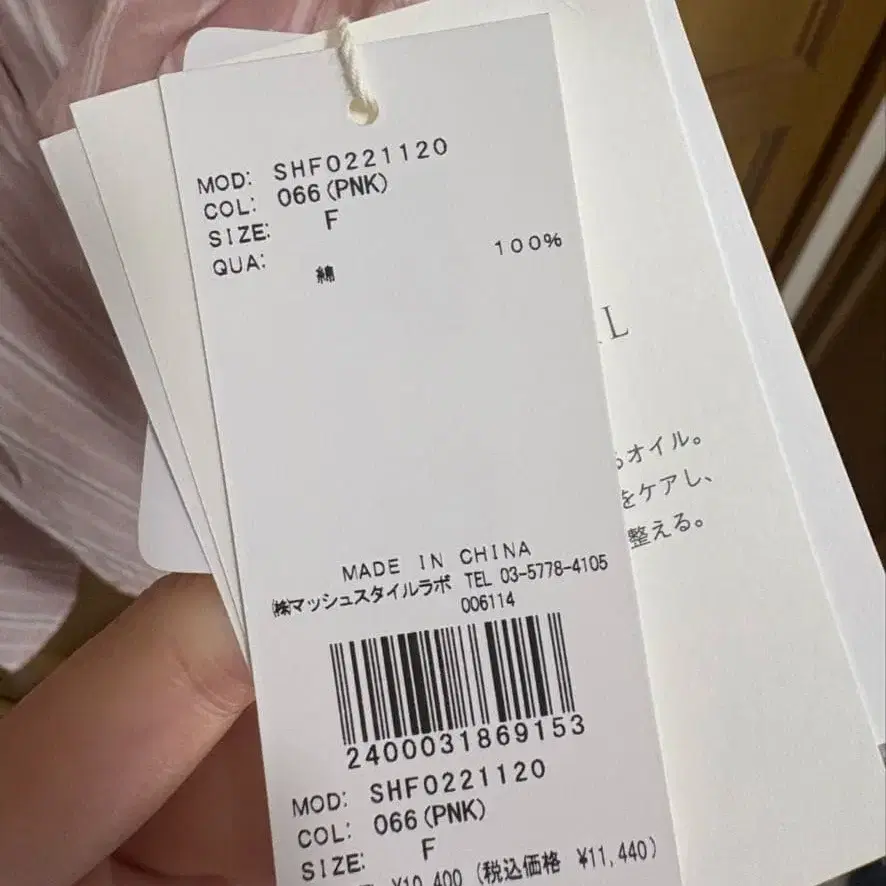 MOD: SHF0221120
COL: 066(PNK)
SIZE: F
QUA:
綿 100%
MADE IN CHINA
㈱マッシュスタイルラボ TEL 03-5778-4105
006114
2400031869153
MOD: SHF0221120
COL: 066(PNK)
SIZE: F
¥10,400 (税込価格 ¥11,440)
L
るオイル。
をケアし、
整える。